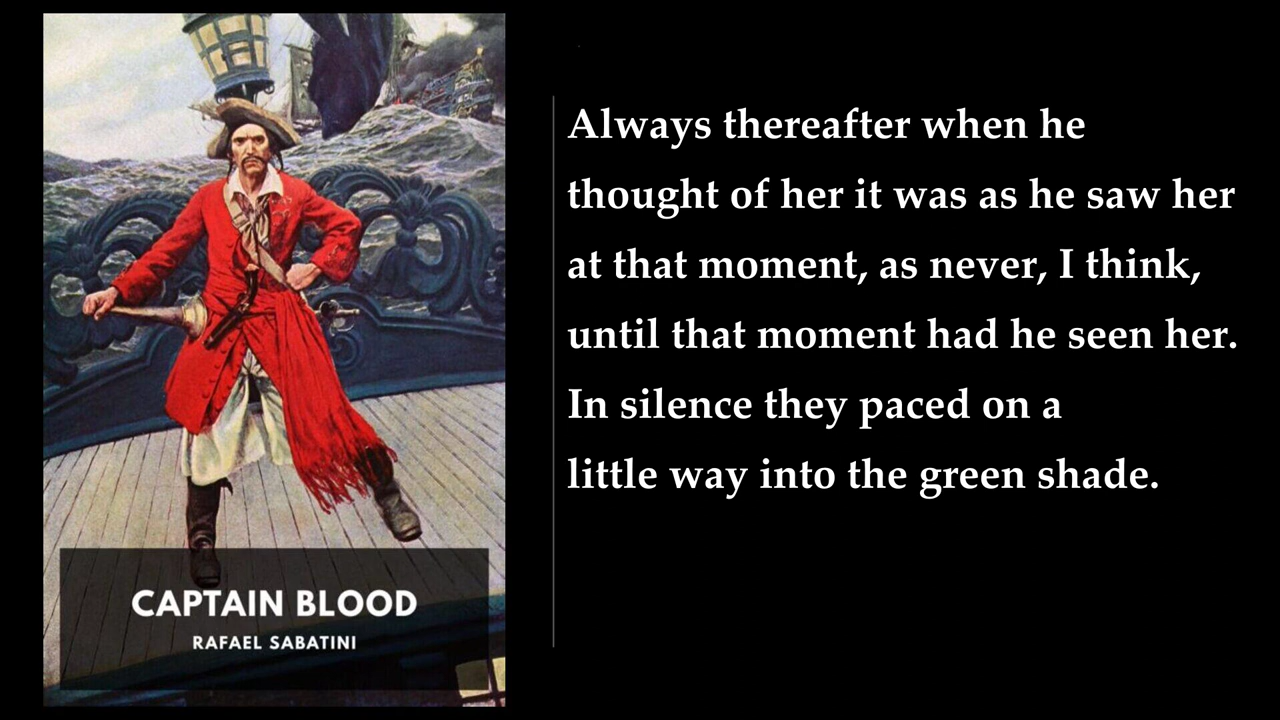 CAPTAIN BLOOD
RAFAEL SABATINI
Always thereafter when he
thought of her it was as he saw her
at that moment, as never, I think,
until that moment had he seen her.
In silence they paced on a
little way into the green shade.